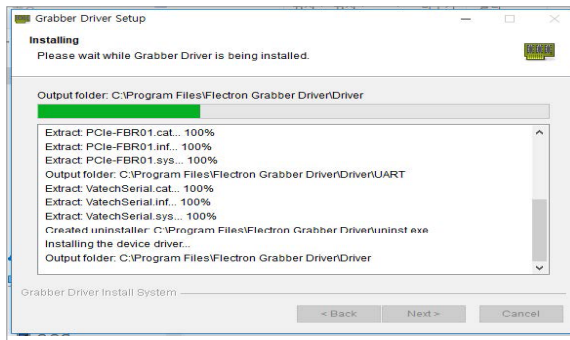 Grabber Driver Setup
Installing
Please wait while Grabber Driver is being installed.
Output folder: C:\Program Files\Flectron Grabber Driver\Driver
Extract: PCIe-FBR01.cat... 100%
Extract: PCIe-FBR01.inf... 100%
Extract: PCIe-FBR01.sys... 100%
Output folder: C:\Program Files\Flectron Grabber Driver\Driver\UART
Extract: VatechSerial.cat... 100%
Extract: VatechSerial.inf... 100%
Extract: VatechSerial.sys... 100%
Created uninstaller: C:\Program Files\Flectron Grabber Driver\uninst.exe
Installing the device driver...
Output folder: C:\Program Files\Flectron Grabber Driver\Driver
Grabber Driver Install System
< Back Next > Cancel